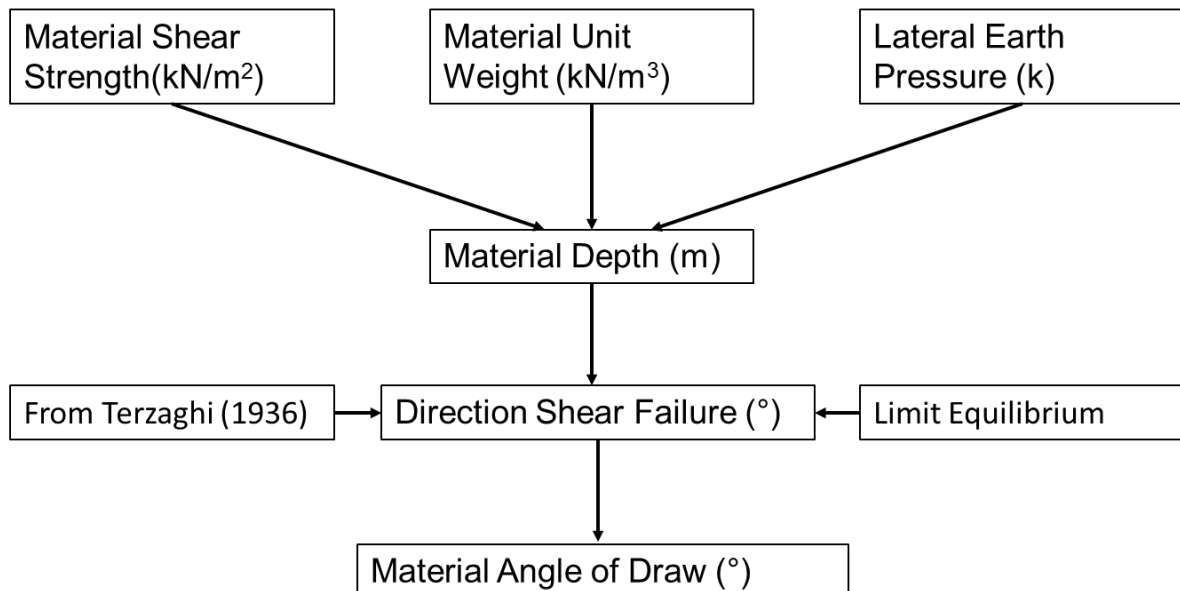 Material Shear
Strength(kN/m²)
Material Unit
Weight (kN/m³)
Lateral Earth
Pressure (k)
Material Depth (m)
From Terzaghi (1936)
Direction Shear Failure (°)
Limit Equilibrium
Material Angle of Draw (°)